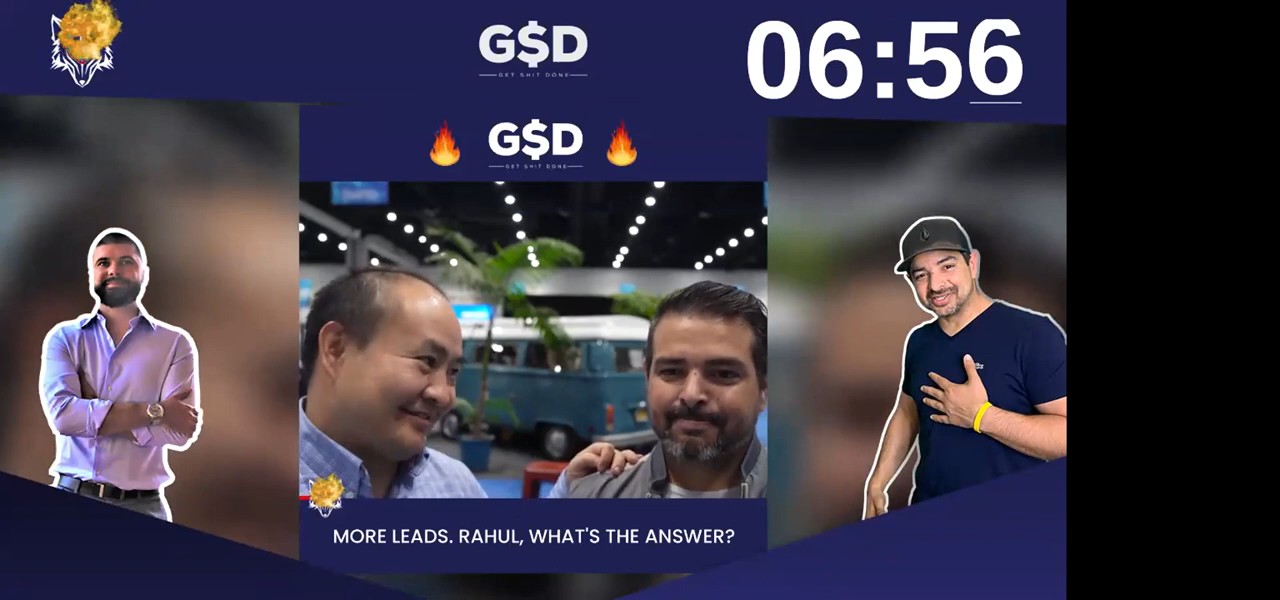 G$D
GET SHIT DONE
06:56
G$D
GET SHIT DONE
MORE LEADS. RAHUL, WHAT'S THE ANSWER?